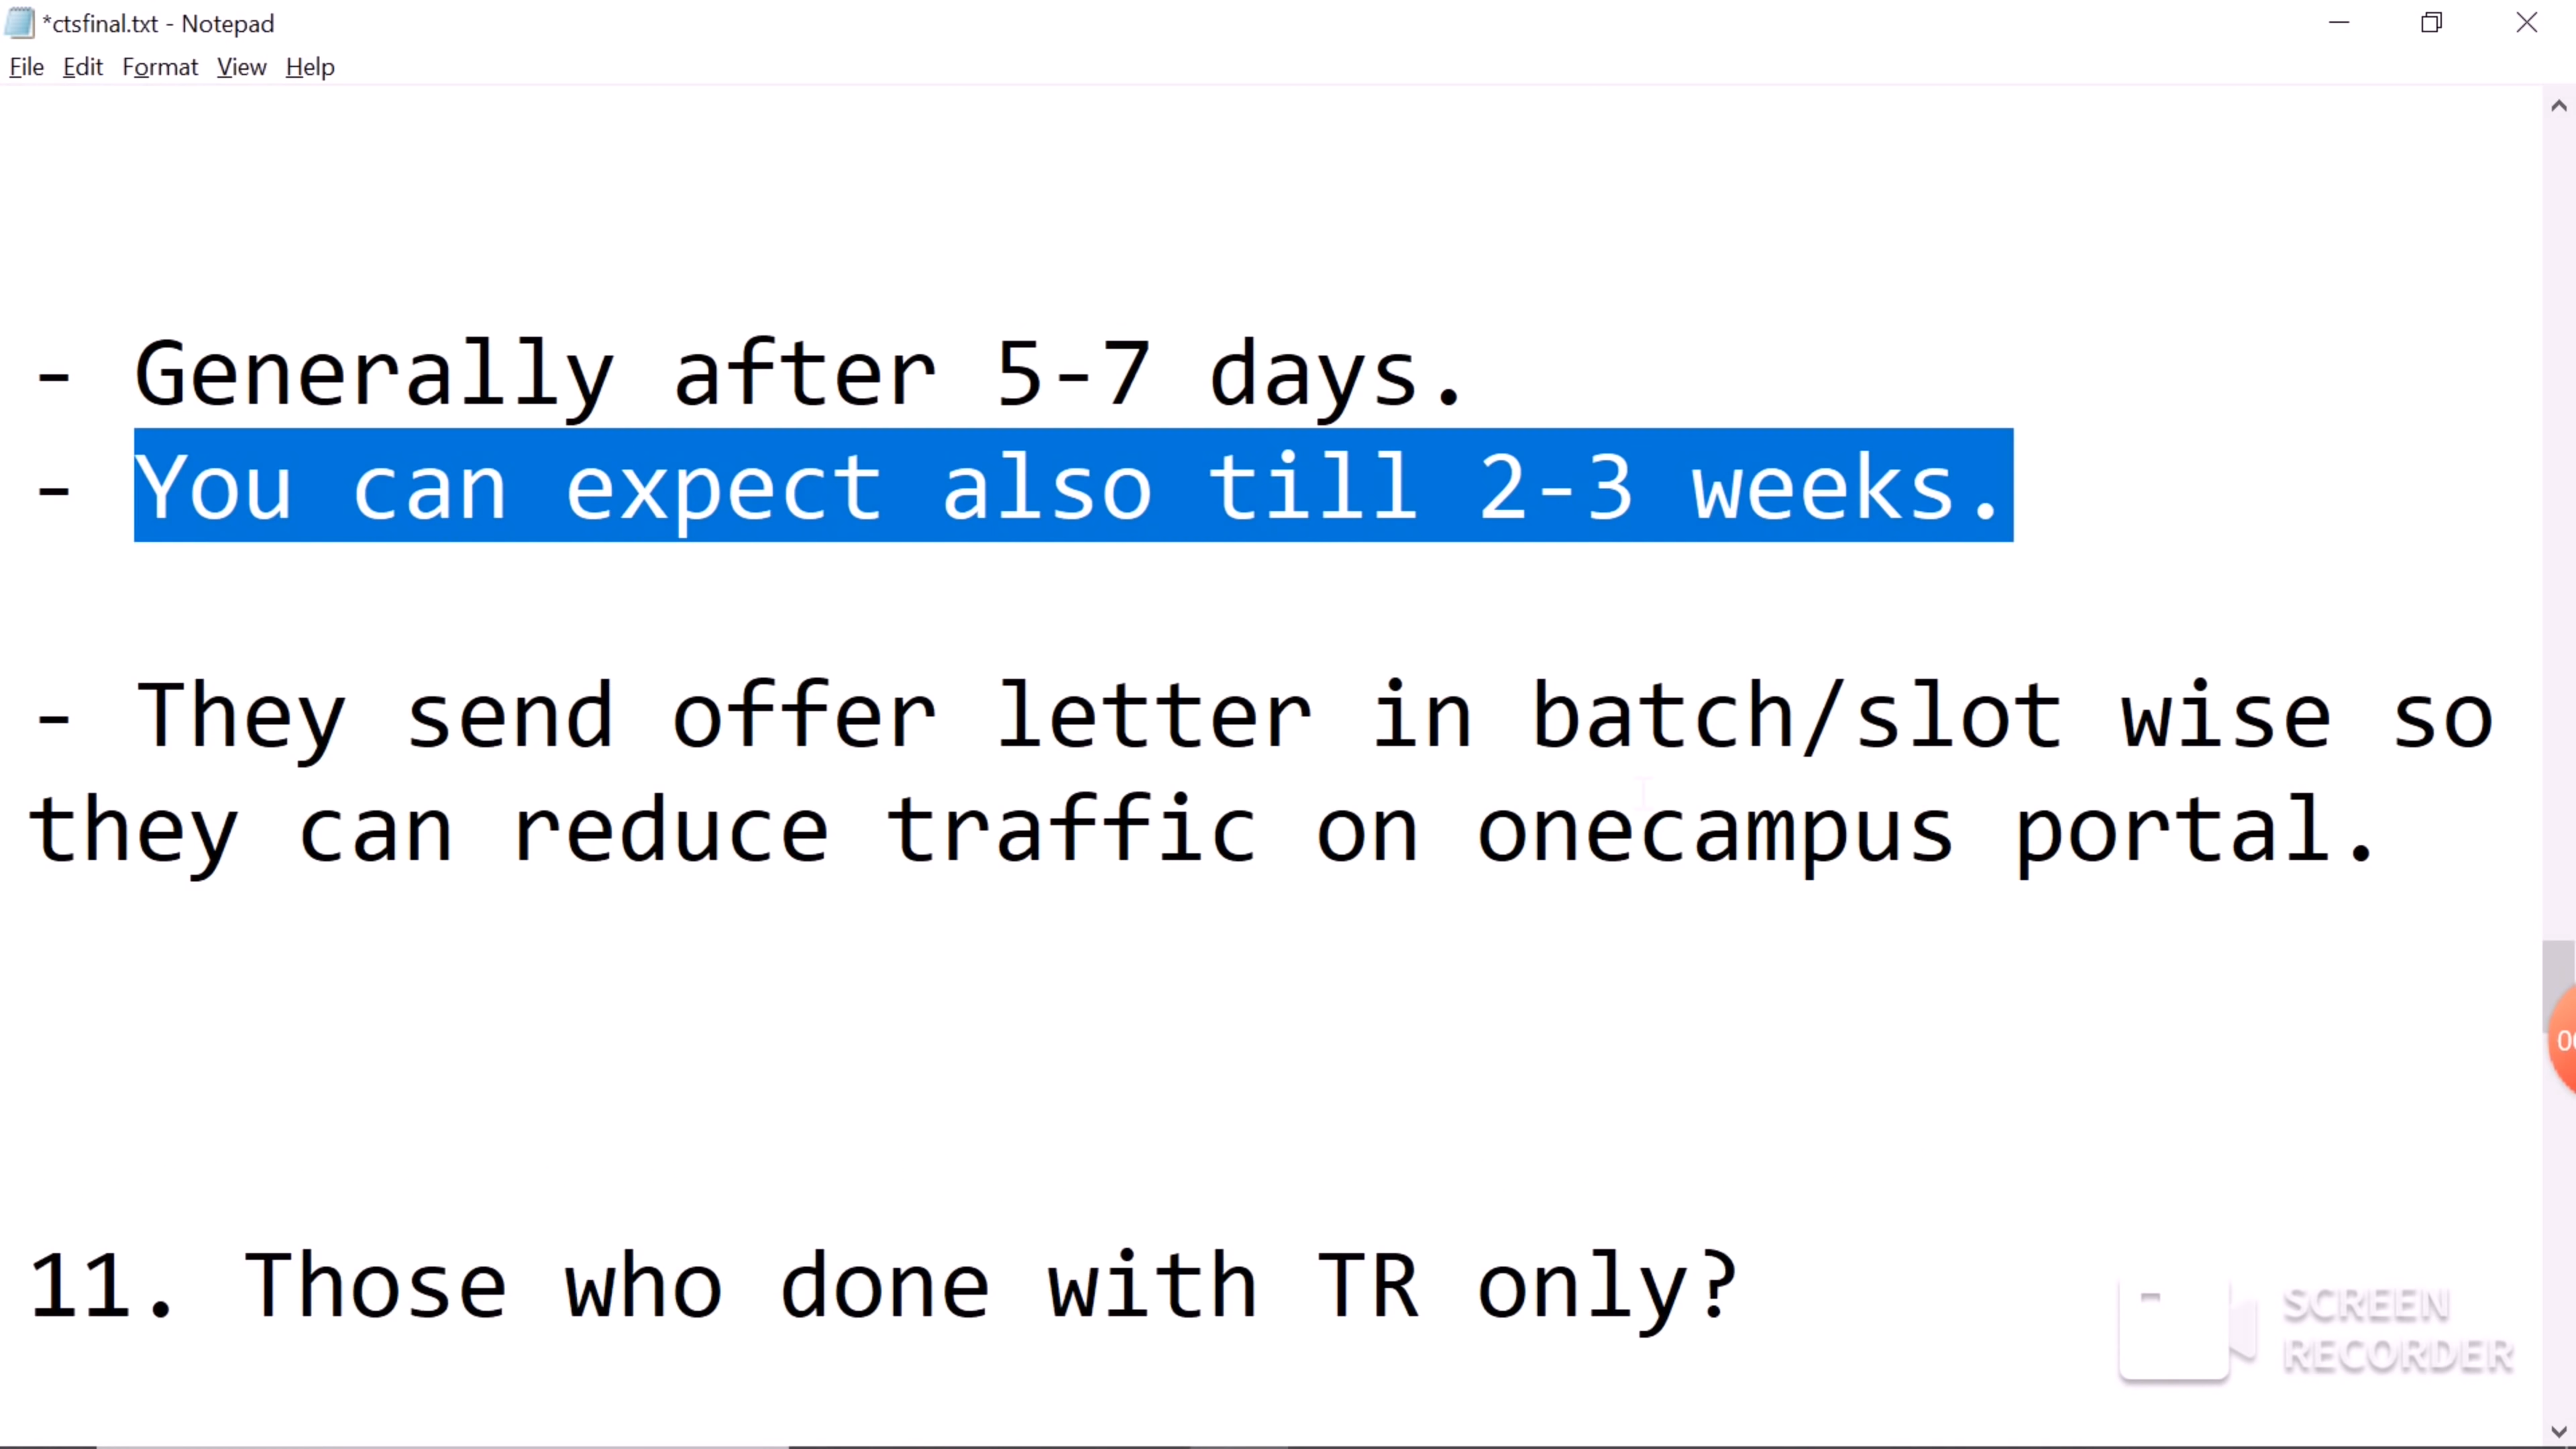 *ctsfinal.txt - Notepad
File Edit Format View Help
- Generally after 5-7 days.
- You can expect also till 2-3 weeks.
- They send offer letter in batch/slot wise so
they can reduce traffic on onecampus portal.
11. Those who done with TR only?
SCREEN
RECORDER